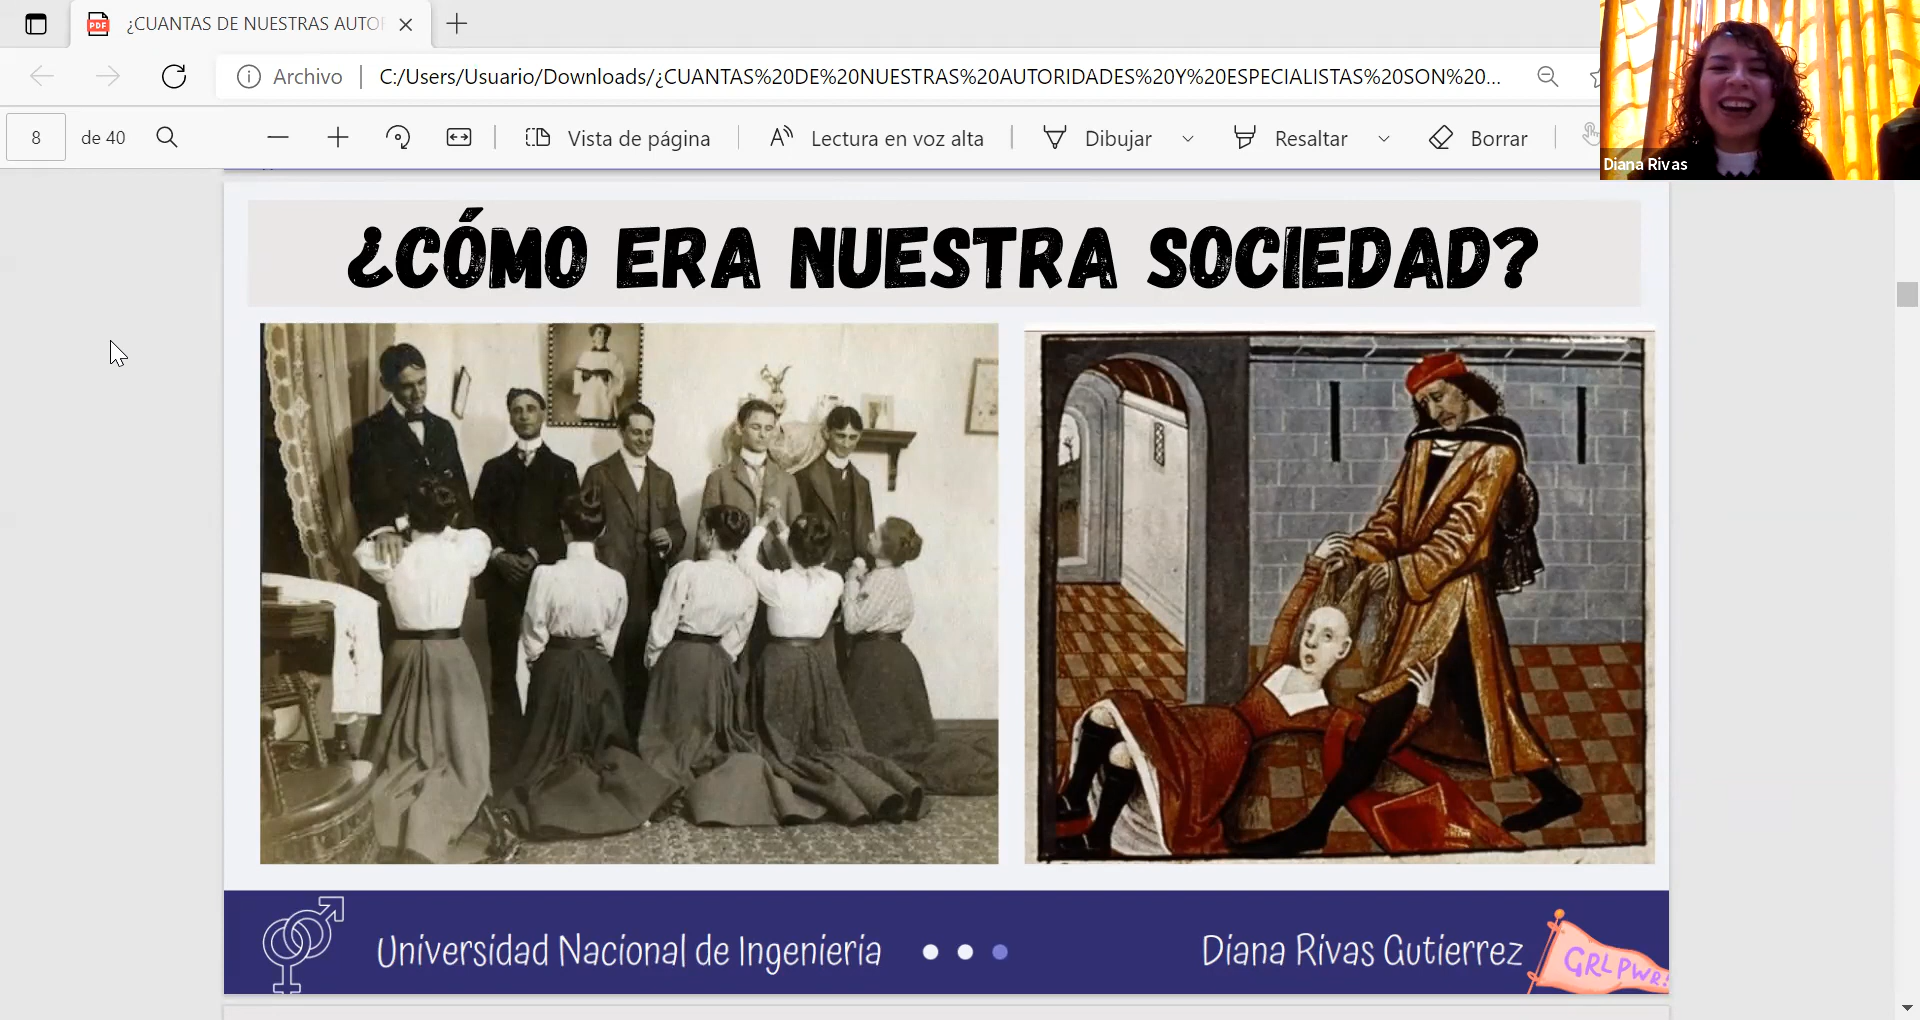 ¿CUANTAS DE NUESTRAS AUTOR
Archivo
C:/Users/Usuario/Downloads/¿CUANTAS%20DE%20NUESTRAS%20AUTORIDADES%20Y%20ESPECIALISTAS%20SON%20...
8 de 40
Vista de página
Lectura en voz alta
Dibujar
Resaltar
Borrar
Diana Rivas
¿CÓMO ERA NUESTRA SOCIEDAD?
Universidad Nacional de Ingenieria
Diana Rivas Gutierrez
GRL PWR!